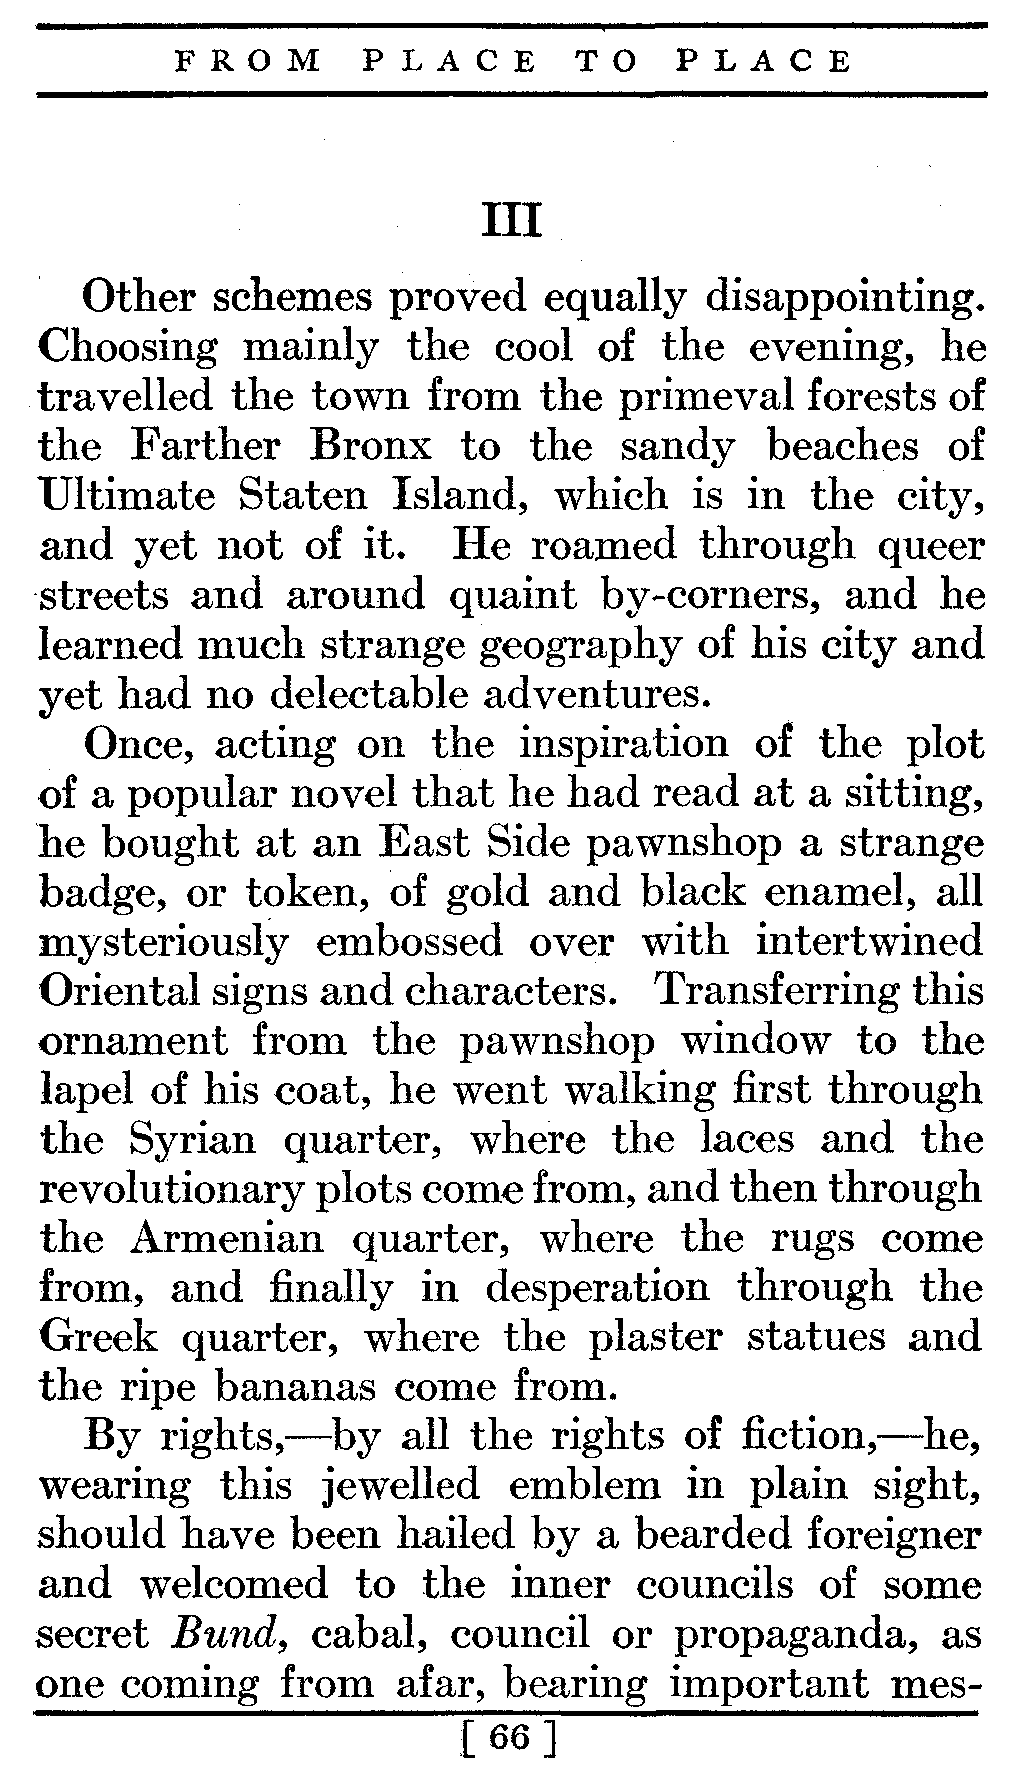 FROM PLACE TO PLACE
III
Other schemes proved equally disappointing.
Choosing mainly the cool of the evening, he
travelled the town from the primeval forests of
the Farther Bronx to the sandy beaches of
Ultimate Staten Island, which is in the city,
and yet not of it. He roamed through queer
streets and around quaint by-corners, and he
learned much strange geography of his city and
yet had no delectable adventures.
Once, acting on the inspiration of the plot
of a popular novel that he had read at a sitting,
he bought at an East Side pawnshop a strange
badge, or token, of gold and black enamel, all
mysteriously embossed over with intertwined
Oriental signs and characters. Transferring this
ornament from the pawnshop window to the
lapel of his coat, he went walking first through
the Syrian quarter, where the laces and the
revolutionary plots come from, and then through
the Armenian quarter, where the rugs come
from, and finally in desperation through the
Greek quarter, where the plaster statues and
the ripe bananas come from.
By rights,—by all the rights of fiction,—he,
wearing this jewelled emblem in plain sight,
should have been hailed by a bearded foreigner
and welcomed to the inner councils of some
secret Bund, cabal, council or propaganda, as
one coming from afar, bearing important mes-
[ 66 ]